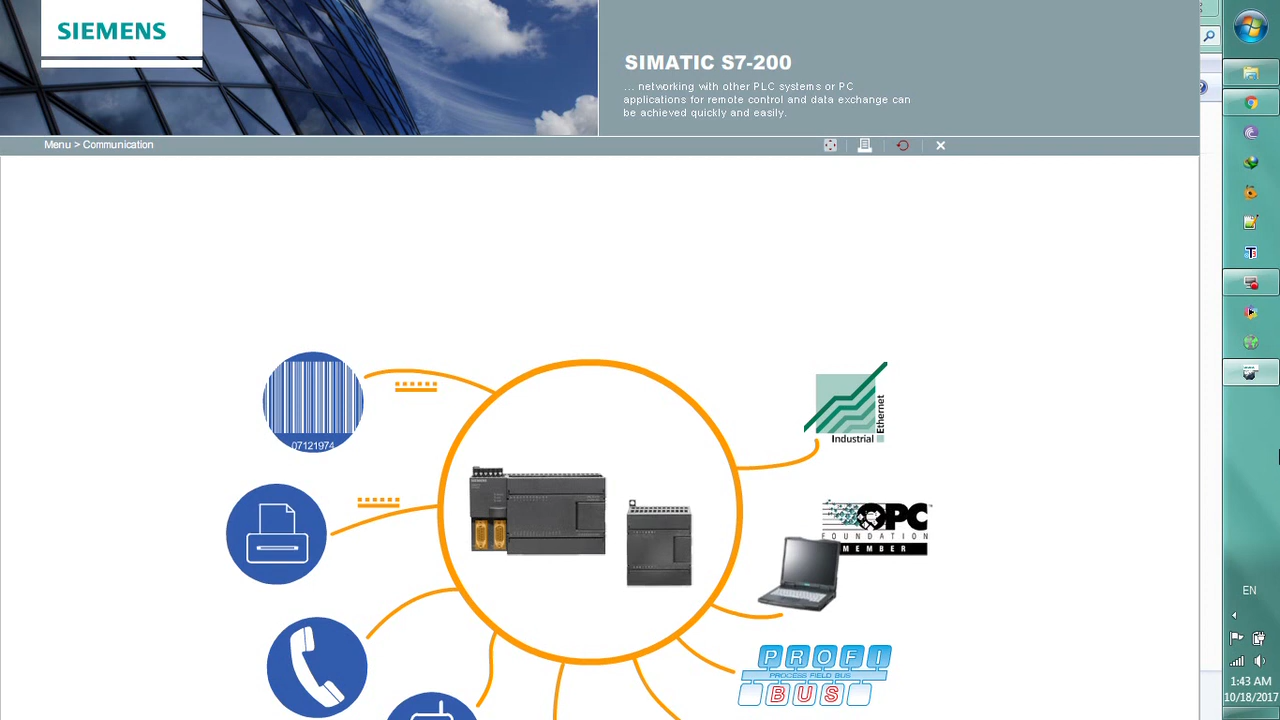 SIEMENS
SIMATIC S7-200
... networking with other PLC systems or PC
applications for remote control and data exchange can
be achieved quickly and easily.
Menu > Communication
07121974
Industrial
Ethernet
OPC
FOUNDATION
MEMBER
PROFI
PROCESS FIELD BUS
BUS
EN
1:43 AM
10/18/2017